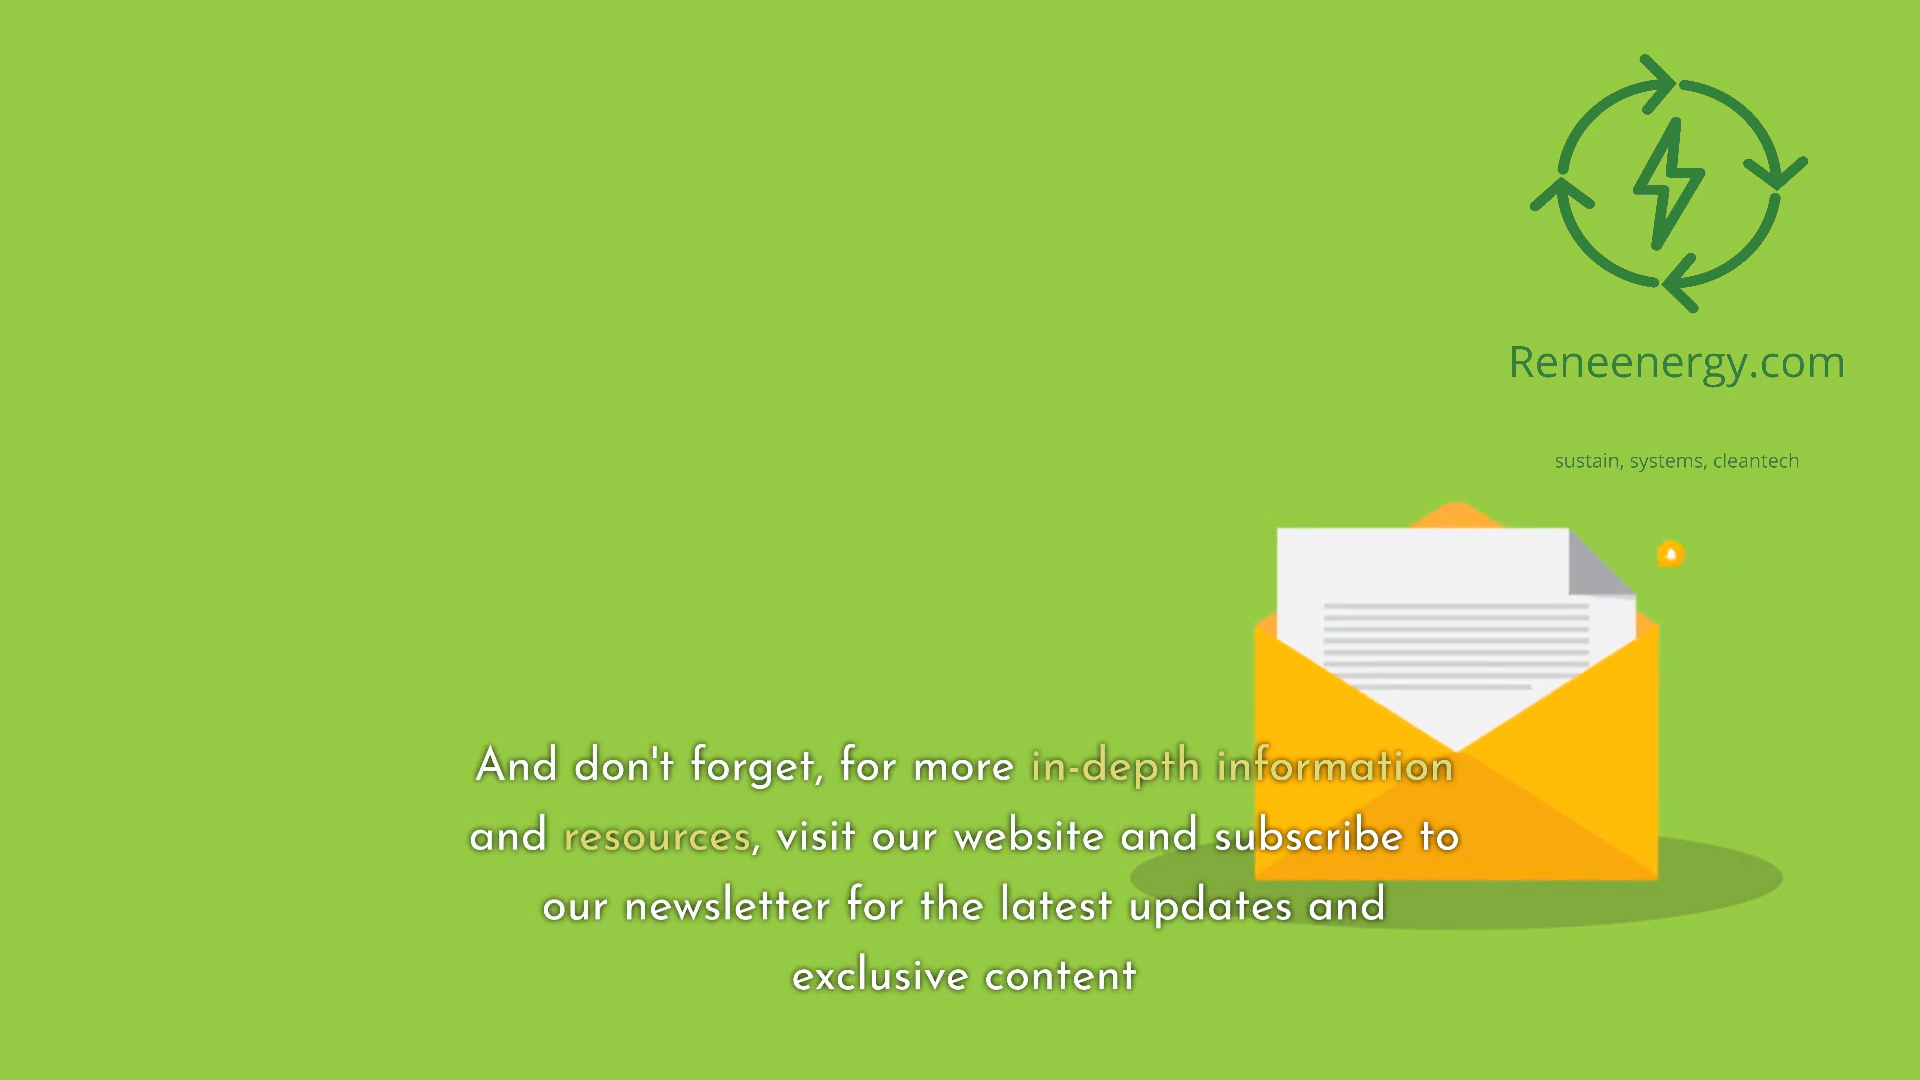 Reneenergy.com
sustain, systems, cleantech
And don't forget, for more in-depth information
and resources, visit our website and subscribe to
our newsletter for the latest updates and
exclusive content